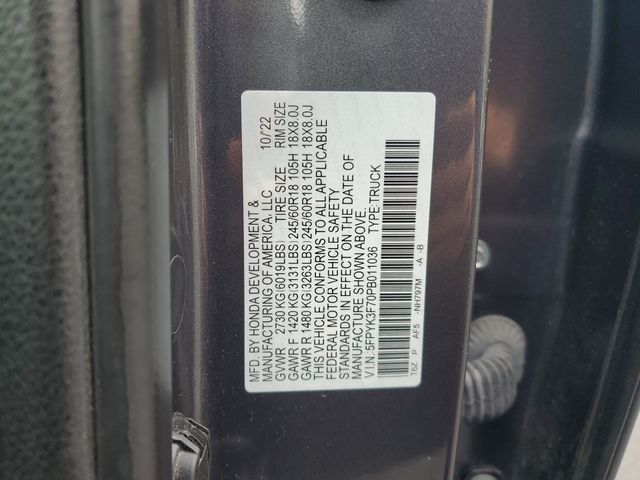 MFD. BY HONDA DEVELOPMENT & 10/22
MANUFACTURING OF AMERICA, LLC
GVWR 2730 KG(6019LBS) TIRE SIZE RIM SIZE
GAWR F 1420 KG(3131LBS)245/60R18 105H 18X8.0J
GAWR R 1480 KG(3263LBS)245/60R18 105H 18X8.0J
THIS VEHICLE CONFORMS TO ALL APPLICABLE
FEDERAL MOTOR VEHICLE SAFETY
STANDARDS IN EFFECT ON THE DATE OF
MANUFACTURE SHOWN ABOVE.
V.I.N.:5FPYK3F70PB011036 TYPE:TRUCK
T6Z P AF5 -NH797M -A -B